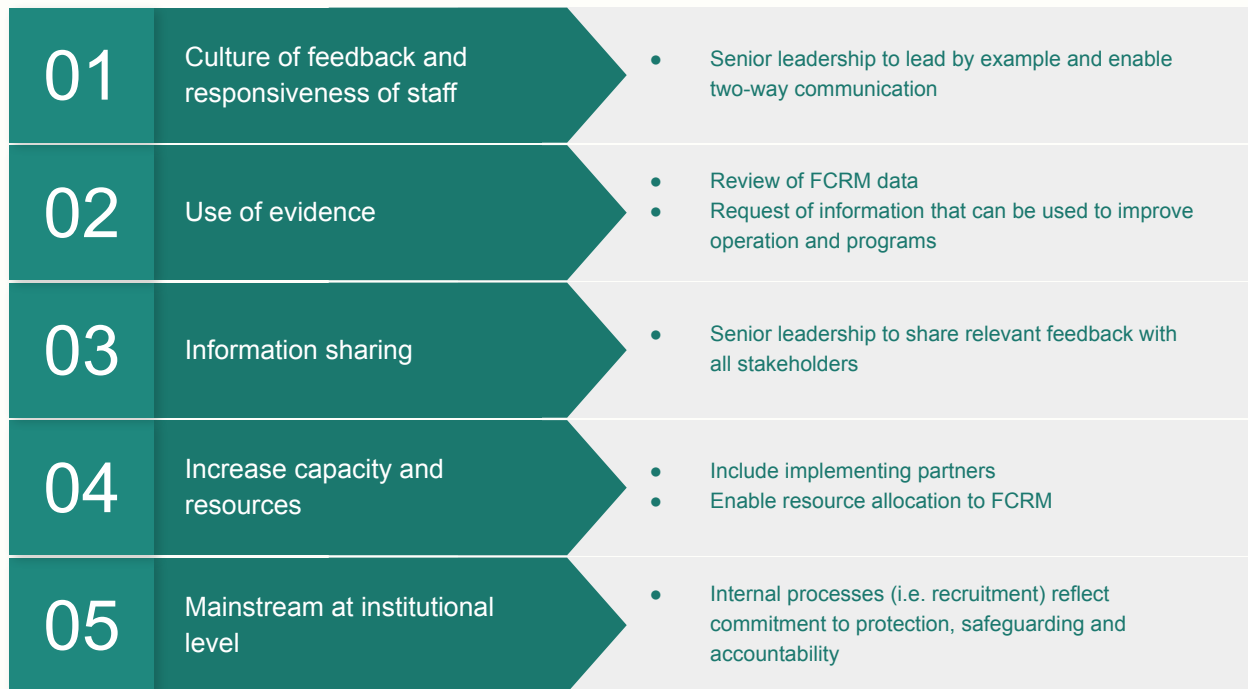 01
Culture of feedback and
responsiveness of staff
● Senior leadership to lead by example and enable
two-way communication
02
Use of evidence
● Review of FCRM data
● Request of information that can be used to improve
operation and programs
03
Information sharing
● Senior leadership to share relevant feedback with
all stakeholders
04
Increase capacity and
resources
● Include implementing partners
● Enable resource allocation to FCRM
05
Mainstream at institutional
level
● Internal processes (i.e. recruitment) reflect
commitment to protection, safeguarding and
accountability